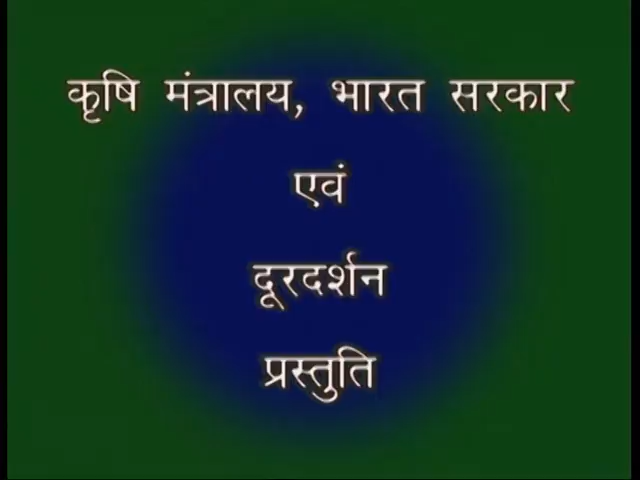 कृषि मंत्रालय, भारत सरकार
एवं
दूरदर्शन
प्रस्तुति